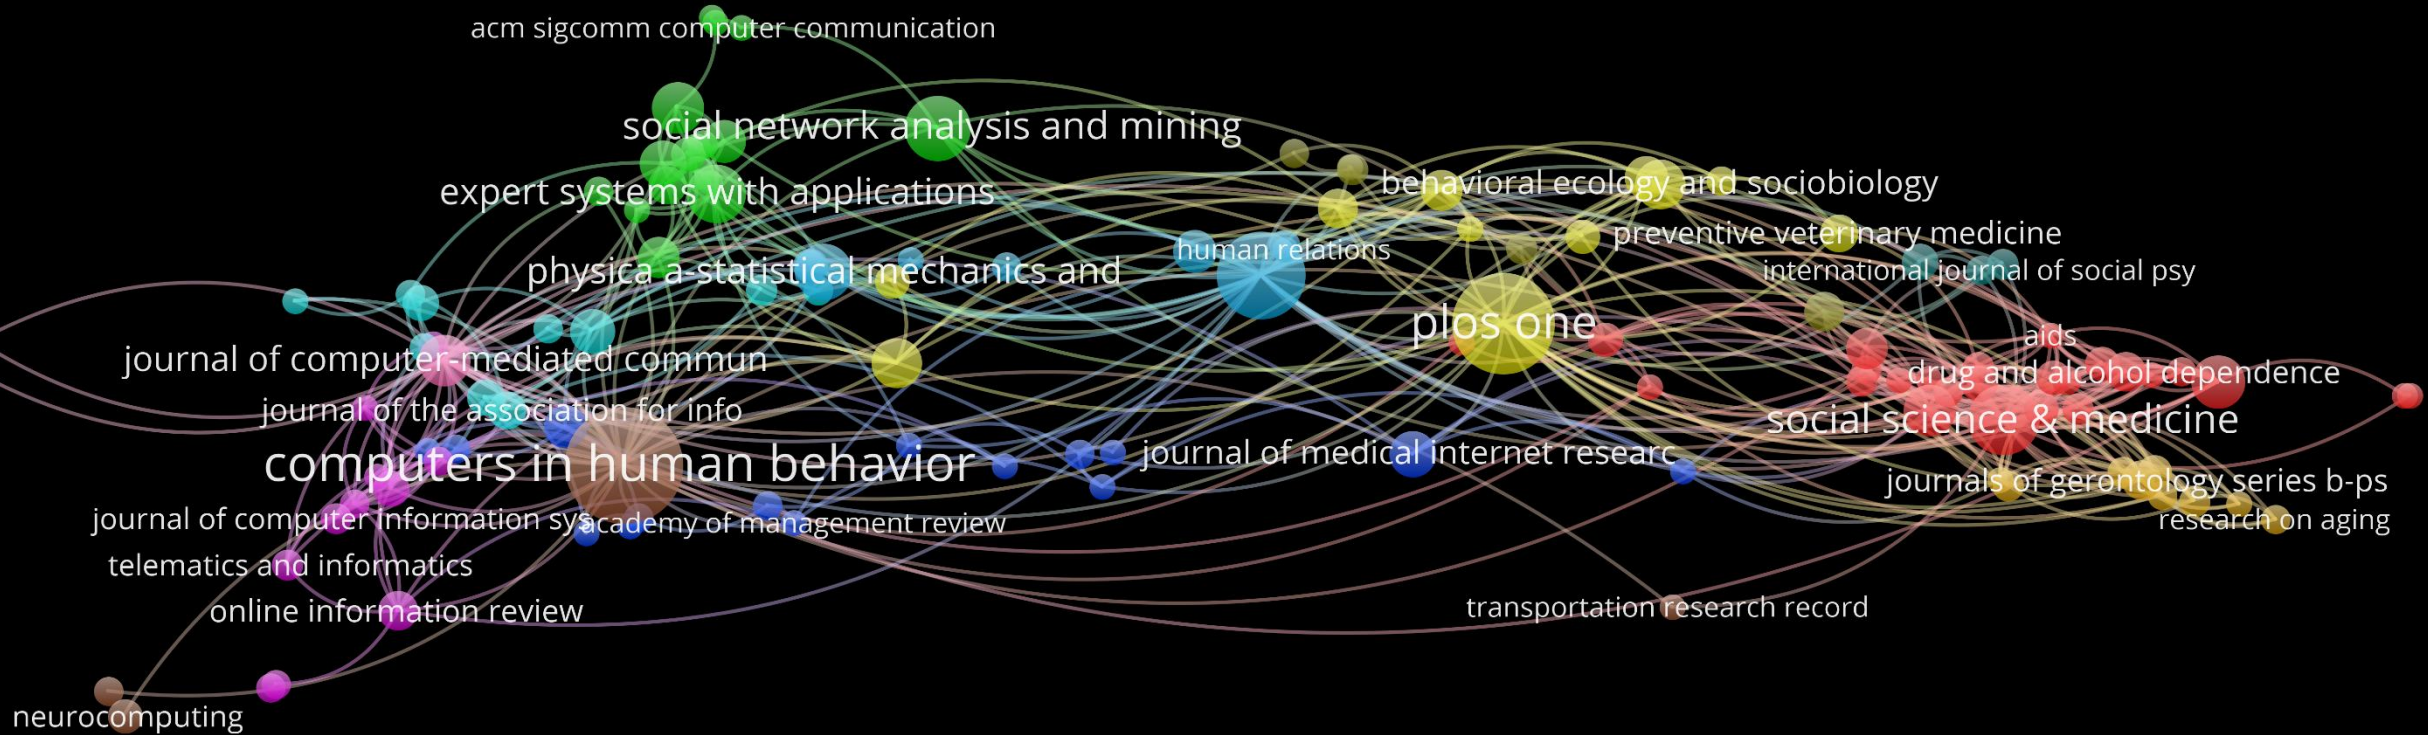 acm sigcomm computer communication
social network analysis and mining
expert systems with applications
behavioral ecology and sociobiology
preventive veterinary medicine
human relations
physica a-statistical mechanics and
international journal of social psy
plos one
aids
journal of computer-mediated commun
drug and alcohol dependence
journal of the association for info
social science & medicine
computers in human behavior
journal of medical internet researc
journals of gerontology series b-ps
journal of computer information sys
academy of management review
research on aging
telematics and informatics
online information review
transportation research record
neurocomputing